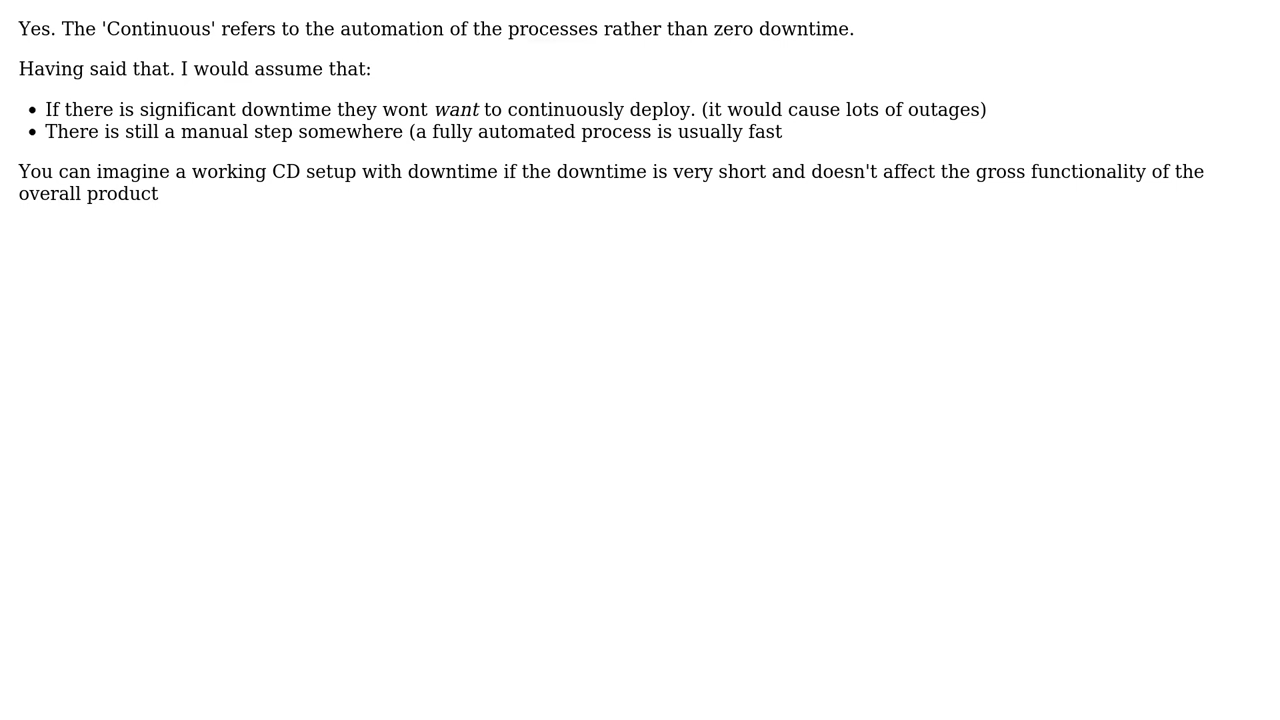 Yes. The 'Continuous' refers to the automation of the processes rather than zero downtime.
Having said that. I would assume that:
• If there is significant downtime they wont want to continuously deploy. (it would cause lots of outages)
• There is still a manual step somewhere (a fully automated process is usually fast
You can imagine a working CD setup with downtime if the downtime is very short and doesn't affect the gross functionality of the
overall product